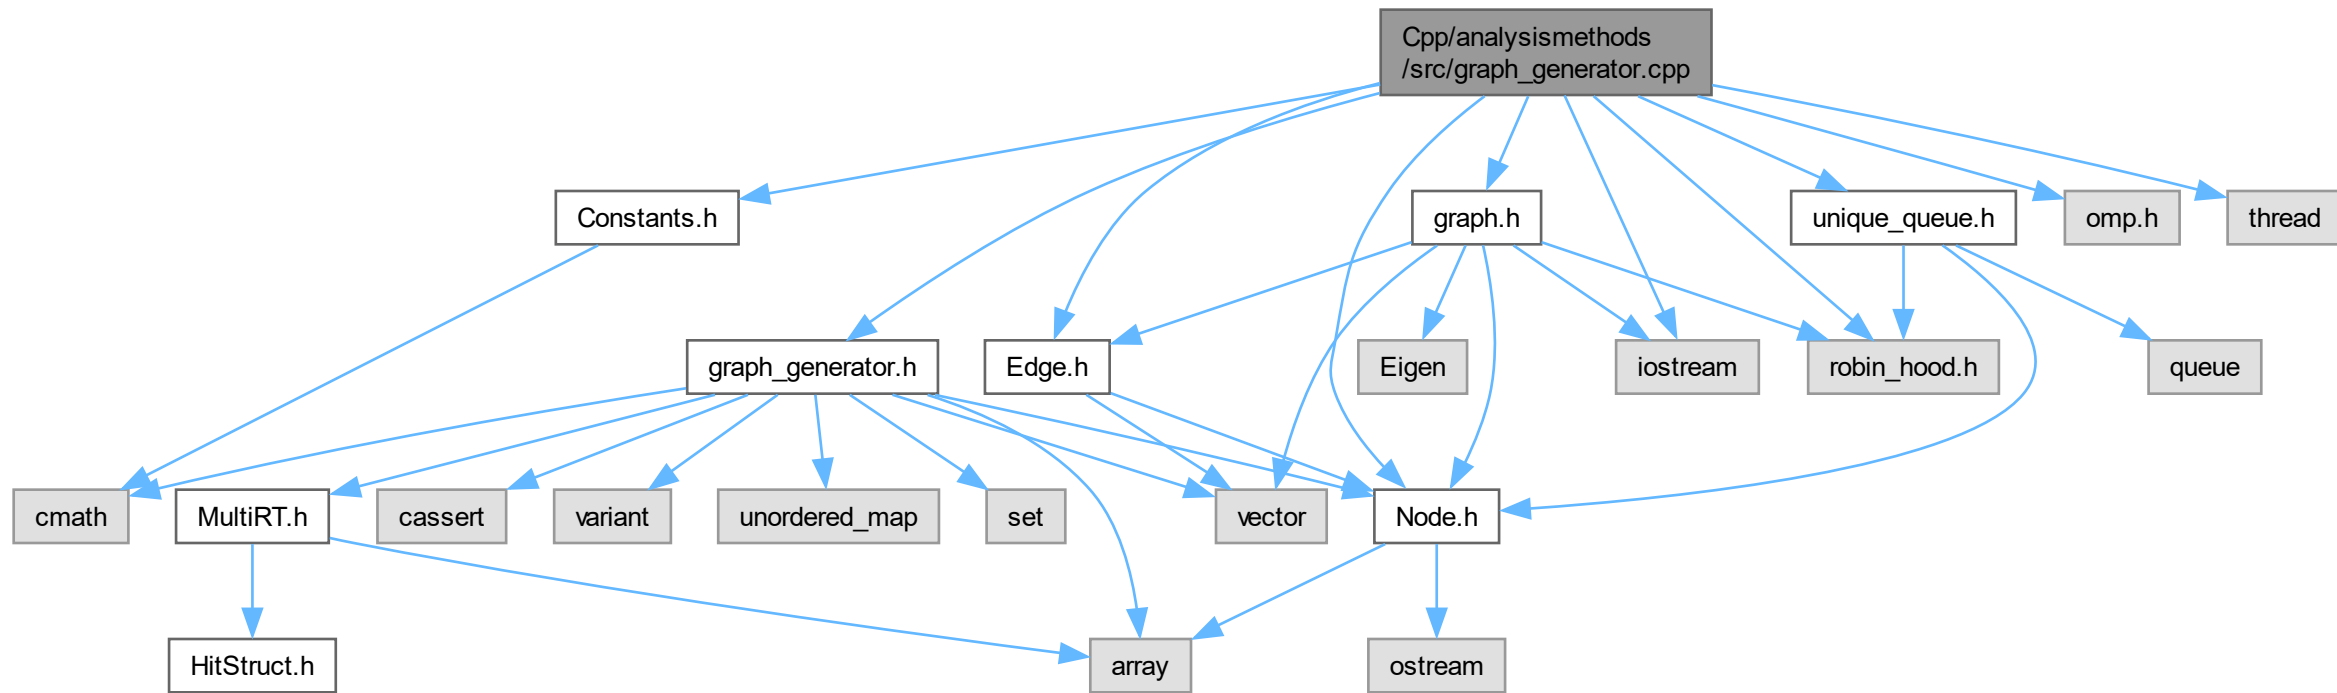 Cpp/analysismethods
/src/graph_generator.cpp
Constants.h
graph.h
unique_queue.h
omp.h
thread
graph_generator.h
Edge.h
Eigen
iostream
robin_hood.h
queue
cmath
MultiRT.h
cassert
variant
unordered_map
set
vector
Node.h
HitStruct.h
array
ostream